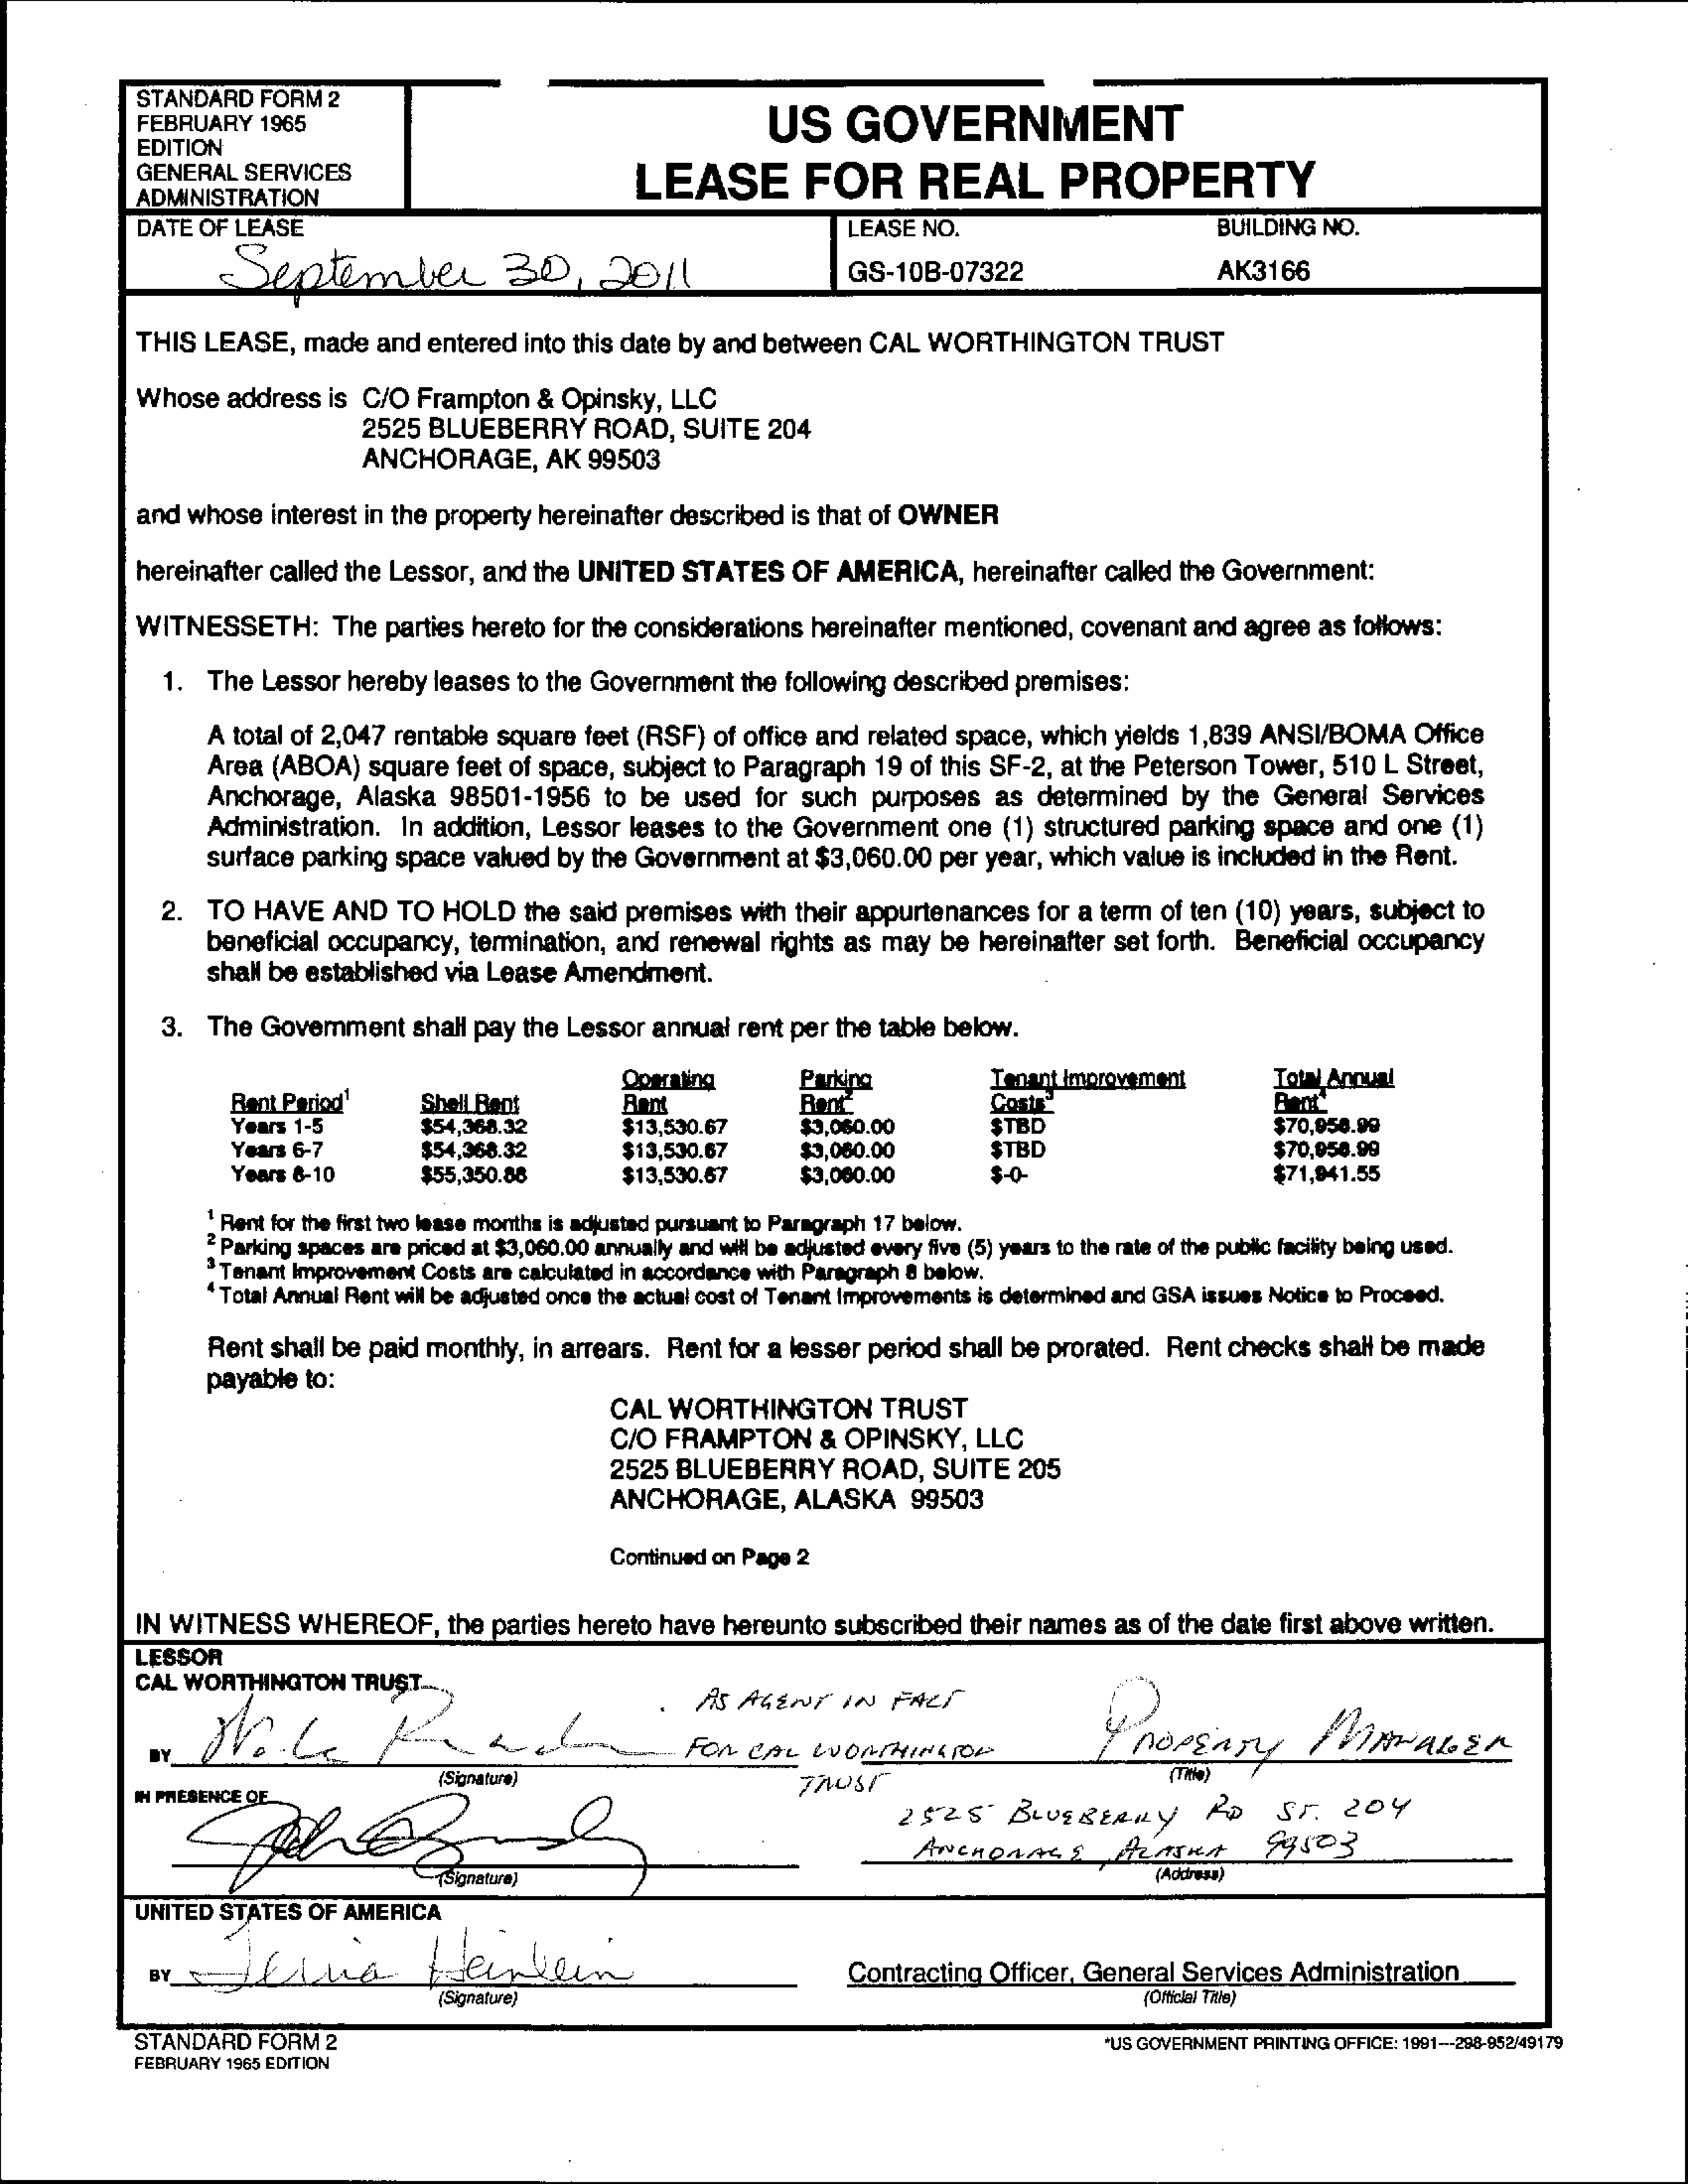 STANDARD FORM 2
FEBRUARY 1965
EDITION
GENERAL SERVICES
ADMINISTRATION
US GOVERNMENT
LEASE FOR REAL PROPERTY
DATE OF LEASE
September 30, 2011
LEASE NO.
GS-10B-07322
BUILDING NO.
AK3166
THIS LEASE, made and entered into this date by and between CAL WORTHINGTON TRUST
Whose address is C/O Frampton & Opinsky, LLC
2525 BLUEBERRY ROAD, SUITE 204
ANCHORAGE, AK 99503
and whose interest in the property hereinafter described is that of OWNER
hereinafter called the Lessor, and the UNITED STATES OF AMERICA, hereinafter called the Government:
WITNESSETH: The parties hereto for the considerations hereinafter mentioned, covenant and agree as follows:
1. The Lessor hereby leases to the Government the following described premises:
A total of 2,047 rentable square feet (RSF) of office and related space, which yields 1,839 ANSI/BOMA Office
Area (ABOA) square feet of space, subject to Paragraph 19 of this SF-2, at the Peterson Tower, 510 L Street,
Anchorage, Alaska 98501-1956 to be used for such purposes as determined by the General Services
Administration. In addition, Lessor leases to the Government one (1) structured parking space and one (1)
surface parking space valued by the Government at $3,060.00 per year, which value is included in the Rent.
2. TO HAVE AND TO HOLD the said premises with their appurtenances for a term of ten (10) years, subject to
beneficial occupancy, termination, and renewal rights as may be hereinafter set forth. Beneficial occupancy
shall be established via Lease Amendment.
3. The Government shall pay the Lessor annual rent per the table below.
Operating Parking Tenant Improvement Total Annual
Rent Period¹ Shell Rent Rent Rent² Costs³ Rent⁴
Years 1-5 $54,368.32 $13,530.67 $3,060.00 $TBD $70,958.99
Years 6-7 $54,368.32 $13,530.67 $3,060.00 $TBD $70,958.99
Years 8-10 $55,350.88 $13,530.67 $3,060.00 $-0- $71,941.55
¹ Rent for the first two lease months is adjusted pursuant to Paragraph 17 below.
² Parking spaces are priced at $3,060.00 annually and will be adjusted every five (5) years to the rate of the public facility being used.
³ Tenant Improvement Costs are calculated in accordance with Paragraph 8 below.
⁴ Total Annual Rent will be adjusted once the actual cost of Tenant Improvements is determined and GSA issues Notice to Proceed.
Rent shall be paid monthly, in arrears. Rent for a lesser period shall be prorated. Rent checks shall be made
payable to:
CAL WORTHINGTON TRUST
C/O FRAMPTON & OPINSKY, LLC
2525 BLUEBERRY ROAD, SUITE 205
ANCHORAGE, ALASKA 99503
Continued on Page 2
IN WITNESS WHEREOF, the parties hereto have hereunto subscribed their names as of the date first above written.
LESSOR
CAL WORTHINGTON TRUST
AS AGENT IN FACT
BY FOR CAL WORTHINGTON PROPERTY MANAGER
(Signature) TRUST (Title)
IN PRESENCE OF
2525 BLUEBERRY RD ST. 204
ANCHORAGE, ALASKA 99503
(Signature) (Address)
UNITED STATES OF AMERICA
BY Heinlein Contracting Officer, General Services Administration
(Signature) (Official Title)
STANDARD FORM 2
FEBRUARY 1965 EDITION
*US GOVERNMENT PRINTING OFFICE: 1991---298-952/49179